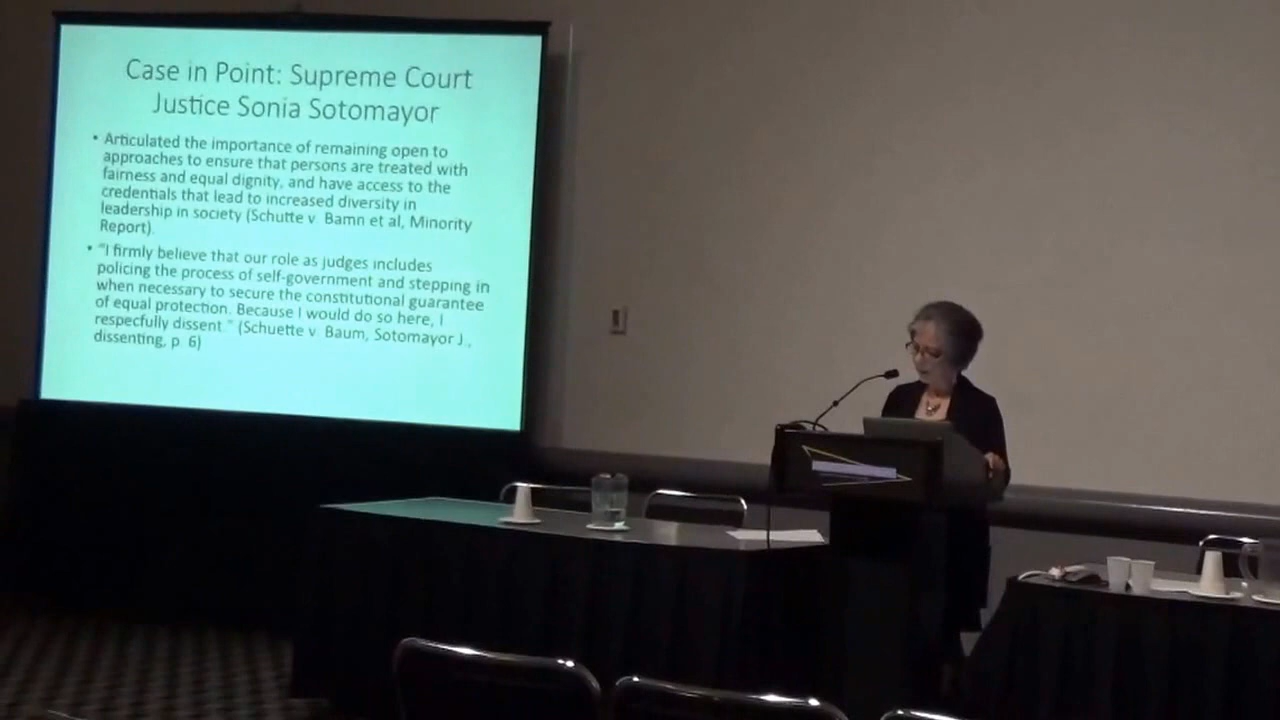 Case in Point: Supreme Court
Justice Sonia Sotomayor
• Articulated the importance of remaining open to
approaches to ensure that persons are treated with
fairness and equal dignity, and have access to the
credentials that lead to increased diversity in
leadership in society (Schutte v. Bamn et al, Minority
Report).
• "I firmly believe that our role as judges includes
policing the process of self-government and stepping in
when necessary to secure the constitutional guarantee
of equal protection. Because I would do so here, I
respecfully dissent." (Schuette v. Baum, Sotomayor J.,
dissenting, p. 6)